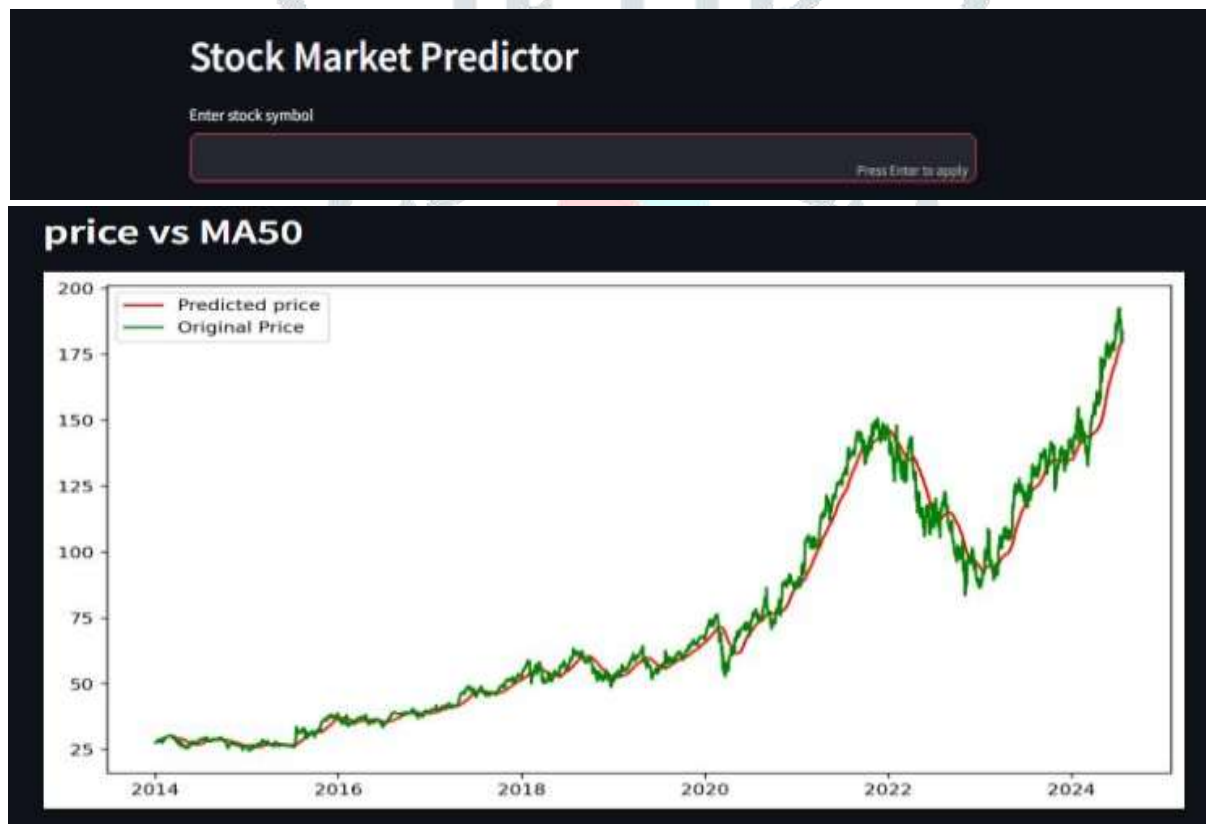 Stock Market Predictor
Enter stock symbol
Press Enter to apply
price vs MA50
200
Predicted price
Original Price
175
150
125
100
75
50
25
2014 2016 2018 2020 2022 2024